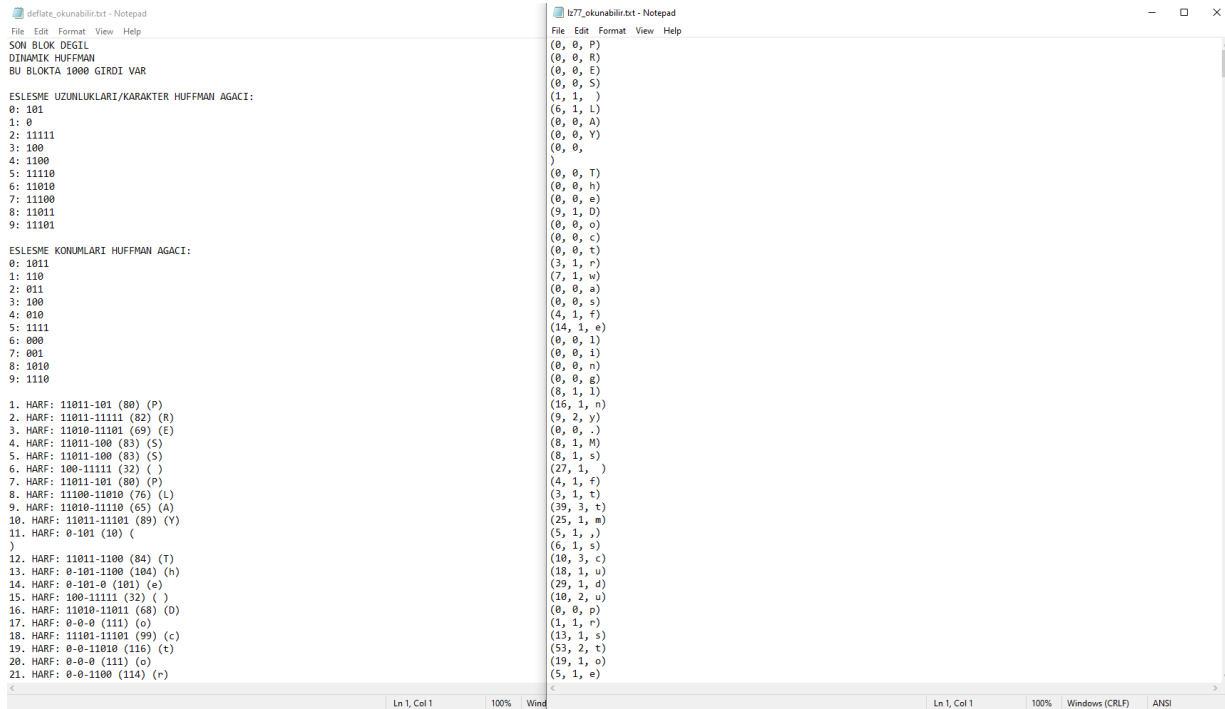 deflate_okunabilir.txt - Notepad
File Edit Format View Help
SON BLOK DEGIL
DINAMIK HUFFMAN
BU BLOKTA 1000 GIRDI VAR
ESLESME UZUNLUKLARI/KARAKTER HUFFMAN AGACI:
0: 101
1: 0
2: 11111
3: 100
4: 1100
5: 11110
6: 11010
7: 11100
8: 11011
9: 11101
ESLESME KONUMLARI HUFFMAN AGACI:
0: 1011
1: 110
2: 011
3: 100
4: 010
5: 1111
6: 000
7: 001
8: 1010
9: 1110
1. HARF: 11011-101 (80) (P)
2. HARF: 11011-11111 (82) (R)
3. HARF: 11010-11101 (69) (E)
4. HARF: 11011-100 (83) (S)
5. HARF: 11011-100 (83) (S)
6. HARF: 100-11111 (32) ( )
7. HARF: 11011-101 (80) (P)
8. HARF: 11100-11010 (76) (L)
9. HARF: 11010-11110 (65) (A)
10. HARF: 11011-11101 (89) (Y)
11. HARF: 0-101 (10) (
)
12. HARF: 11011-1100 (84) (T)
13. HARF: 0-101-1100 (104) (h)
14. HARF: 0-101-0 (101) (e)
15. HARF: 100-11111 (32) ( )
16. HARF: 11010-11011 (68) (D)
17. HARF: 0-0-0 (111) (o)
18. HARF: 11101-11101 (99) (c)
19. HARF: 0-0-11010 (116) (t)
20. HARF: 0-0-0 (111) (o)
21. HARF: 0-0-1100 (114) (r)
Ln 1, Col 1 100% Wind
lz77_okunabilir.txt - Notepad
File Edit Format View Help
(0, 0, P)
(0, 0, R)
(0, 0, E)
(0, 0, S)
(1, 1,  )
(6, 1, L)
(0, 0, A)
(0, 0, Y)
(0, 0,
)
(0, 0, T)
(0, 0, h)
(0, 0, e)
(9, 1, D)
(0, 0, o)
(0, 0, c)
(0, 0, t)
(3, 1, r)
(7, 1, w)
(0, 0, a)
(0, 0, s)
(4, 1, f)
(14, 1, e)
(0, 0, l)
(0, 0, i)
(0, 0, n)
(0, 0, g)
(8, 1, l)
(16, 1, n)
(9, 2, y)
(0, 0, .)
(8, 1, M)
(8, 1, s)
(27, 1,  )
(4, 1, f)
(3, 1, t)
(39, 3, t)
(25, 1, m)
(5, 1, ,)
(6, 1, s)
(10, 3, c)
(18, 1, u)
(29, 1, d)
(10, 2, u)
(0, 0, p)
(1, 1, r)
(13, 1, s)
(53, 2, t)
(19, 1, o)
(5, 1, e)
Ln 1, Col 1 100% Windows (CRLF) ANSI